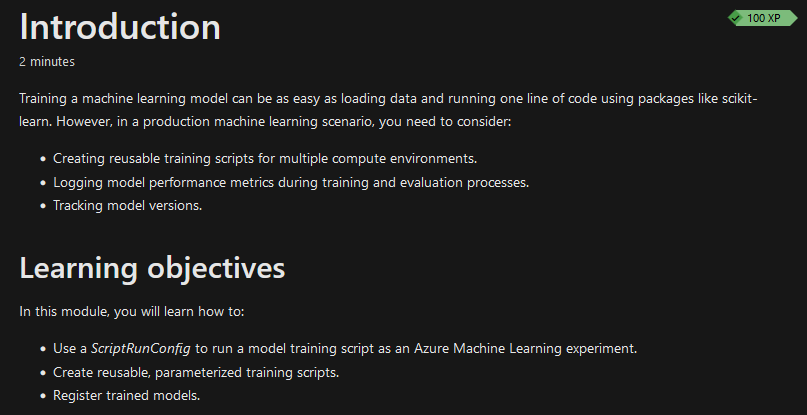 Introduction
100 XP
2 minutes
Training a machine learning model can be as easy as loading data and running one line of code using packages like scikit-
learn. However, in a production machine learning scenario, you need to consider:
• Creating reusable training scripts for multiple compute environments.
• Logging model performance metrics during training and evaluation processes.
• Tracking model versions.
Learning objectives
In this module, you will learn how to:
• Use a ScriptRunConfig to run a model training script as an Azure Machine Learning experiment.
• Create reusable, parameterized training scripts.
• Register trained models.